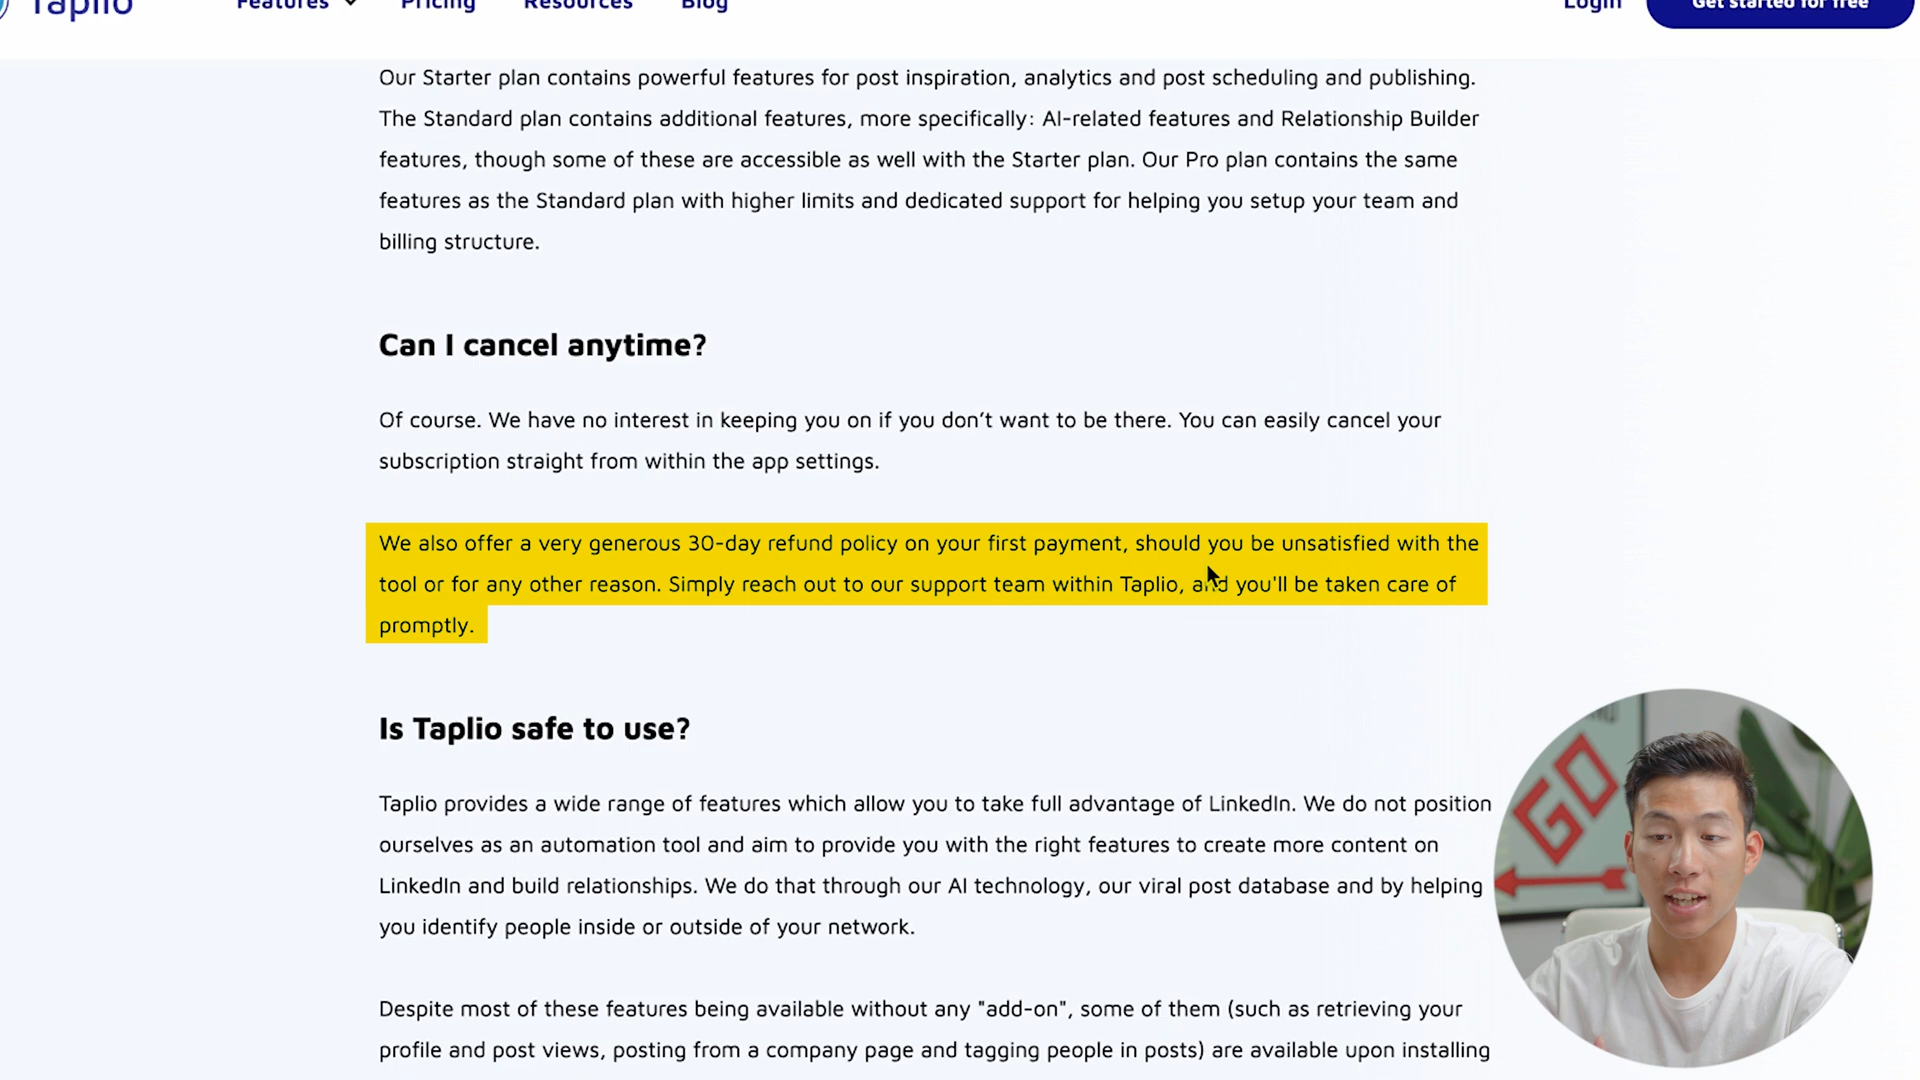 Taplio Features Pricing Resources Blog Login Get started for free
Our Starter plan contains powerful features for post inspiration, analytics and post scheduling and publishing.
The Standard plan contains additional features, more specifically: AI-related features and Relationship Builder
features, though some of these are accessible as well with the Starter plan. Our Pro plan contains the same
features as the Standard plan with higher limits and dedicated support for helping you setup your team and
billing structure.
Can I cancel anytime?
Of course. We have no interest in keeping you on if you don’t want to be there. You can easily cancel your
subscription straight from within the app settings.
We also offer a very generous 30-day refund policy on your first payment, should you be unsatisfied with the
tool or for any other reason. Simply reach out to our support team within Taplio, and you'll be taken care of
promptly.
Is Taplio safe to use?
Taplio provides a wide range of features which allow you to take full advantage of LinkedIn. We do not position
ourselves as an automation tool and aim to provide you with the right features to create more content on
LinkedIn and build relationships. We do that through our AI technology, our viral post database and by helping
you identify people inside or outside of your network.
Despite most of these features being available without any "add-on", some of them (such as retrieving your
profile and post views, posting from a company page and tagging people in posts) are available upon installing
GO